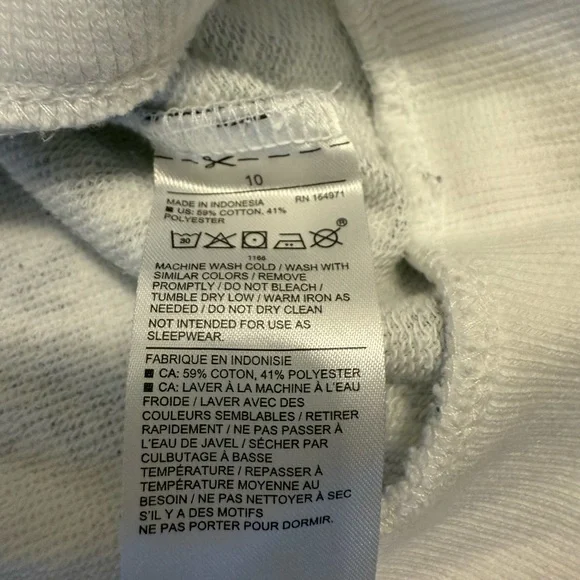 10
MADE IN INDONESIA RN 164971
US: 59% COTTON, 41%
POLYESTER
30
1166
MACHINE WASH COLD / WASH WITH
SIMILAR COLORS / REMOVE
PROMPTLY / DO NOT BLEACH /
TUMBLE DRY LOW / WARM IRON AS
NEEDED / DO NOT DRY CLEAN
NOT INTENDED FOR USE AS
SLEEPWEAR.
FABRIQUE EN INDONISIE
CA: 59% COTON, 41% POLYESTER
CA: LAVER À LA MACHINE À L'EAU
FROIDE / LAVER AVEC DES
COULEURS SEMBLABLES / RETIRER
RAPIDEMENT / NE PAS PASSER À
L'EAU DE JAVEL / SÉCHER PAR
CULBUTAGE À BASSE
TEMPÉRATURE / REPASSER À
TEMPÉRATURE MOYENNE AU
BESOIN / NE PAS NETTOYER À SEC
S'IL Y A DES MOTIFS
NE PAS PORTER POUR DORMIR.